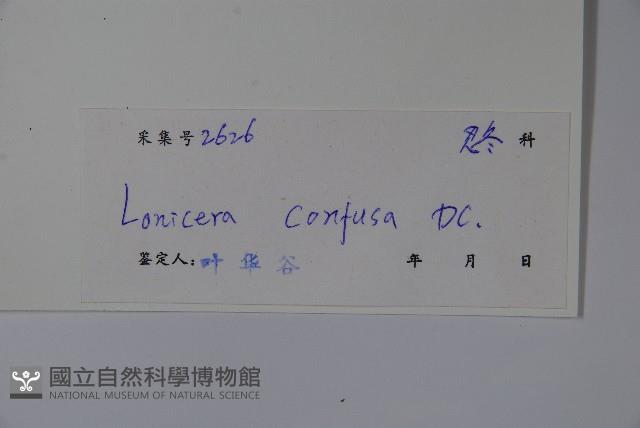 采集号 2626 忍冬 科
Lonicera confusa DC.
鉴定人: 叶华谷 年 月 日
國立自然科學博物館
NATIONAL MUSEUM OF NATURAL SCIENCE